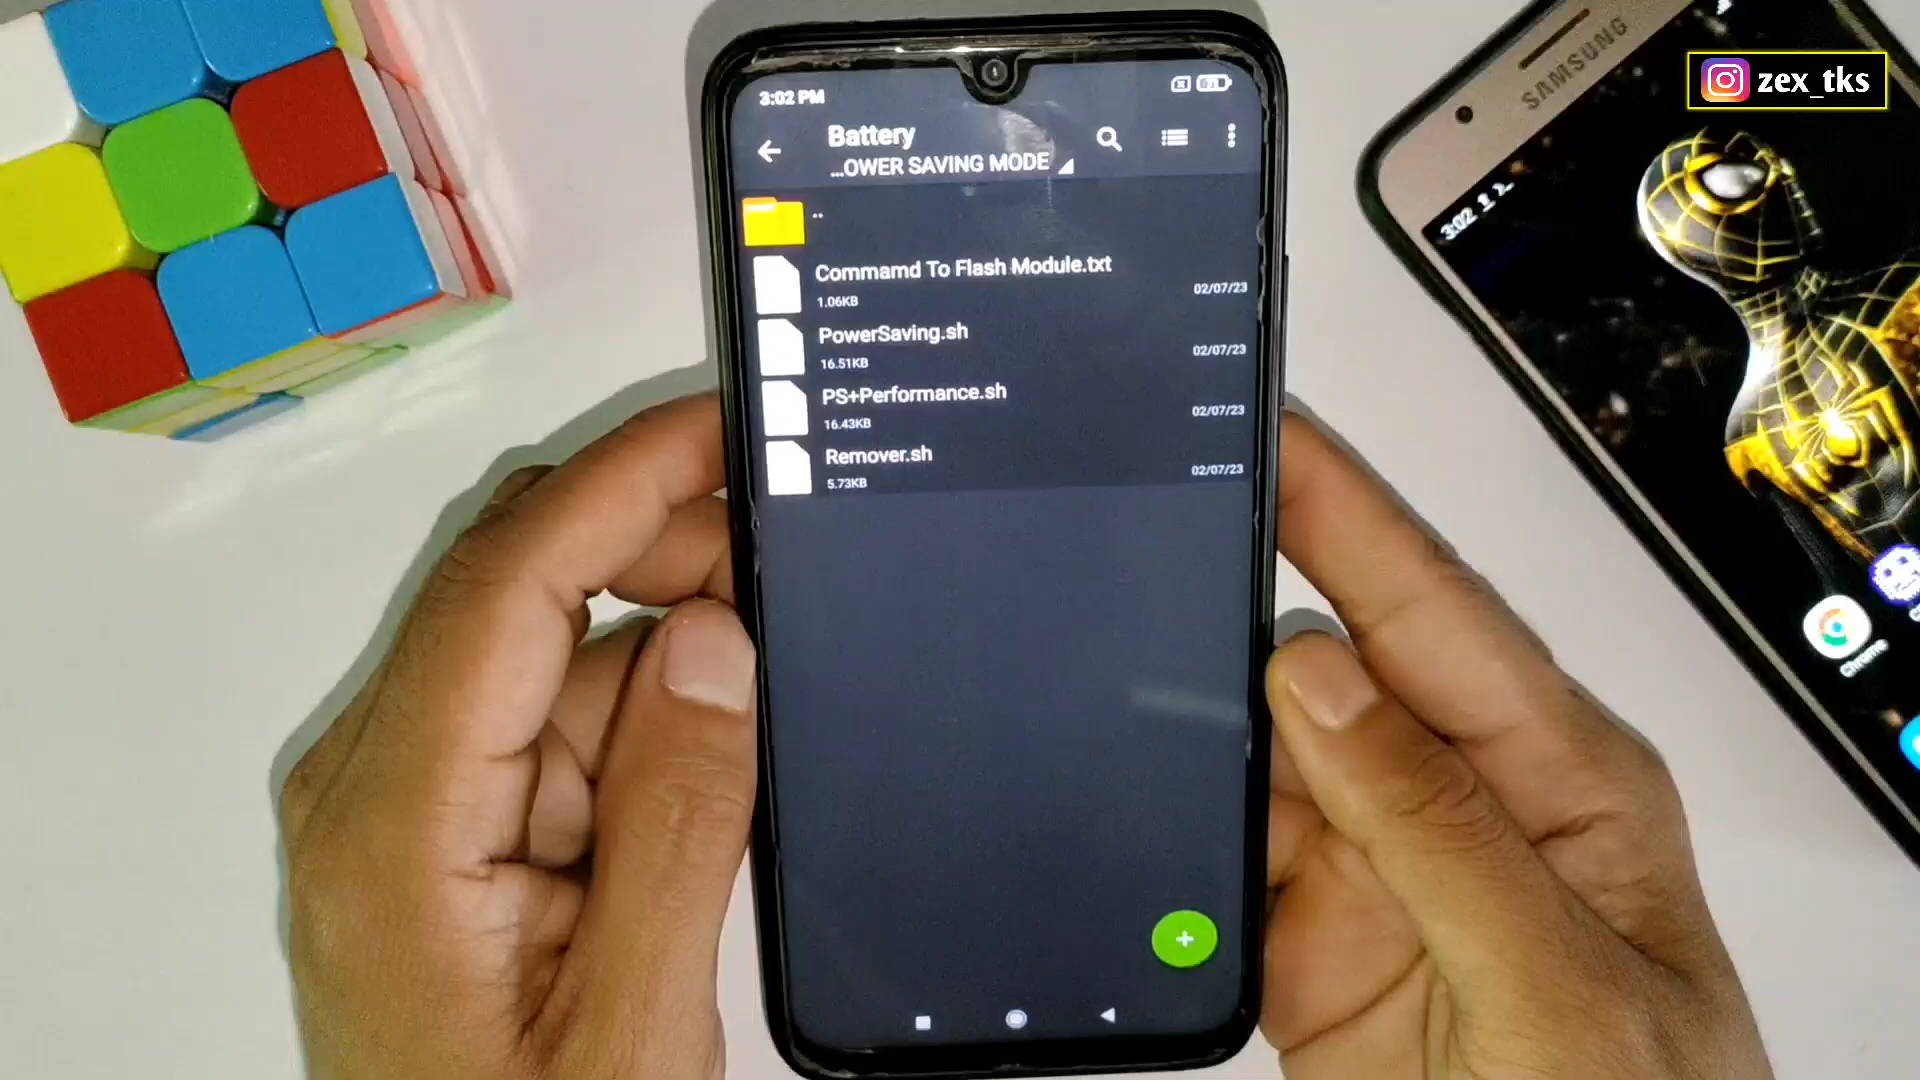 zex_tks
SAMSUNG
3:02 PM
Battery
...OWER SAVING MODE
..
Commamd To Flash Module.txt
1.06KB
02/07/23
PowerSaving.sh
16.51KB
02/07/23
PS+Performance.sh
16.43KB
02/07/23
Remover.sh
5.73KB
02/07/23
3:02
Chrome